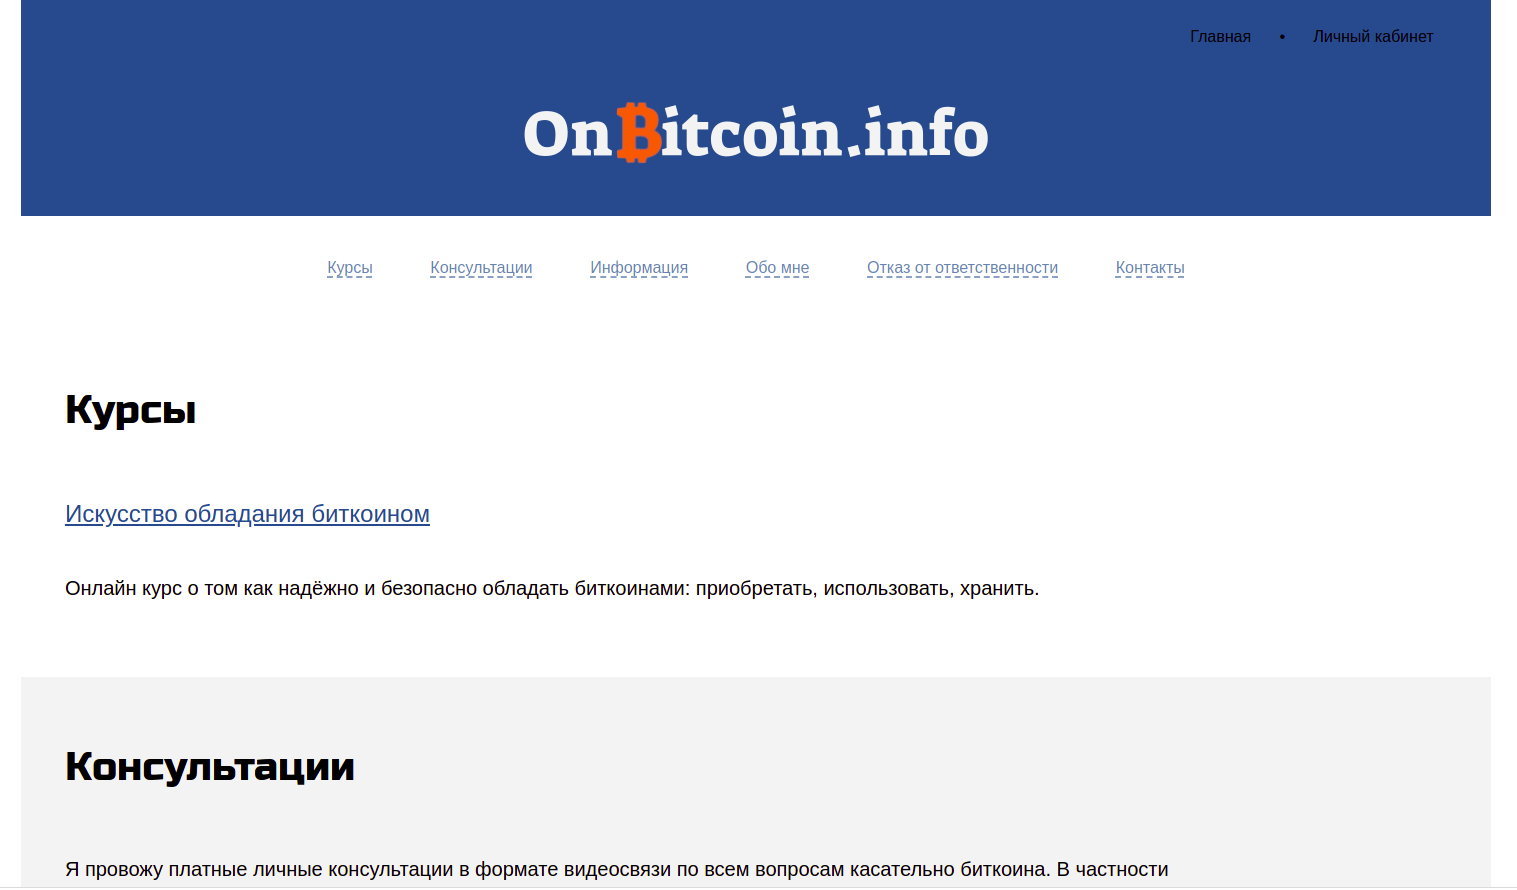 Главная • Личный кабинет
OnBitcoin.info
Курсы Консультации Информация Обо мне Отказ от ответственности Контакты
Курсы
Искусство обладания биткоином
Онлайн курс о том как надёжно и безопасно обладать биткоинами: приобретать, использовать, хранить.
Консультации
Я провожу платные личные консультации в формате видеосвязи по всем вопросам касательно биткоина. В частности